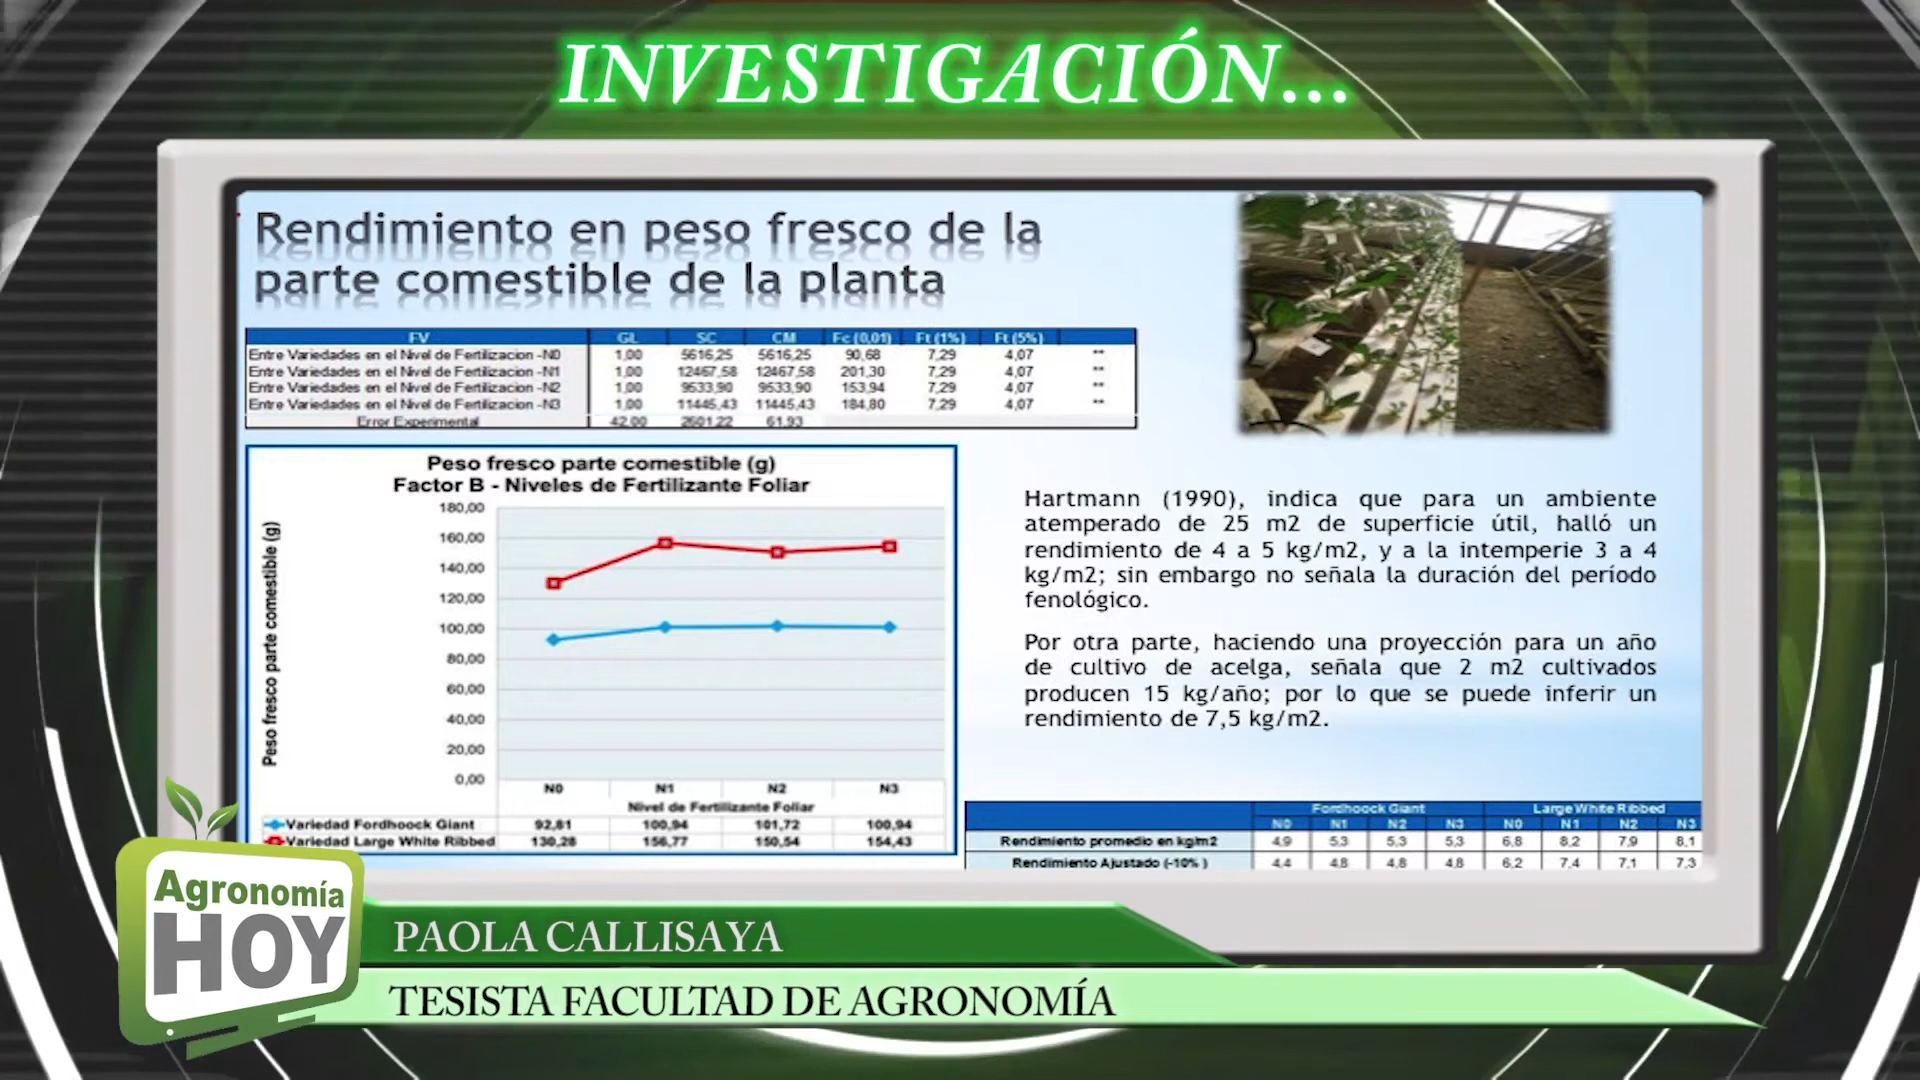 INVESTIGACIÓN...
Rendimiento en peso fresco de la
parte comestible de la planta
FV GL SC CM Fc (0,01) Ft (1%) Ft (5%)
Entre Variedades en el Nivel de Fertilizacion -N0 1,00 5616,25 5616,25 90,68 7,29 4,07 **
Entre Variedades en el Nivel de Fertilizacion -N1 1,00 12467,58 12467,58 201,30 7,29 4,07 **
Entre Variedades en el Nivel de Fertilizacion -N2 1,00 9533,90 9533,90 153,94 7,29 4,07 **
Entre Variedades en el Nivel de Fertilizacion -N3 1,00 11445,43 11445,43 184,80 7,29 4,07 **
Error Experimental 42,00 2601,22 61,93
Peso fresco parte comestible (g)
Factor B - Niveles de Fertilizante Foliar
Peso fresco parte comestible (g)
180,00
160,00
140,00
120,00
100,00
80,00
60,00
40,00
20,00
0,00
N0 N1 N2 N3
Nivel de Fertilizante Foliar
Variedad Fordhoock Giant 92,81 100,94 101,72 100,94
Variedad Large White Ribbed 130,28 156,77 150,54 154,43
Hartmann (1990), indica que para un ambiente
atemperado de 25 m2 de superficie útil, halló un
rendimiento de 4 a 5 kg/m2, y a la intemperie 3 a 4
kg/m2; sin embargo no señala la duración del período
fenológico.
Por otra parte, haciendo una proyección para un año
de cultivo de acelga, señala que 2 m2 cultivados
producen 15 kg/año; por lo que se puede inferir un
rendimiento de 7,5 kg/m2.
Fordhoock Giant Large White Ribbed
N0 N1 N2 N3 N0 N1 N2 N3
Rendimiento promedio en kg/m2 4,9 5,3 5,3 5,3 6,8 8,2 7,9 8,1
Rendimiento Ajustado (-10% ) 4,4 4,8 4,8 4,8 6,2 7,4 7,1 7,3
Agronomía
HOY
PAOLA CALLISAYA
TESISTA FACULTAD DE AGRONOMÍA